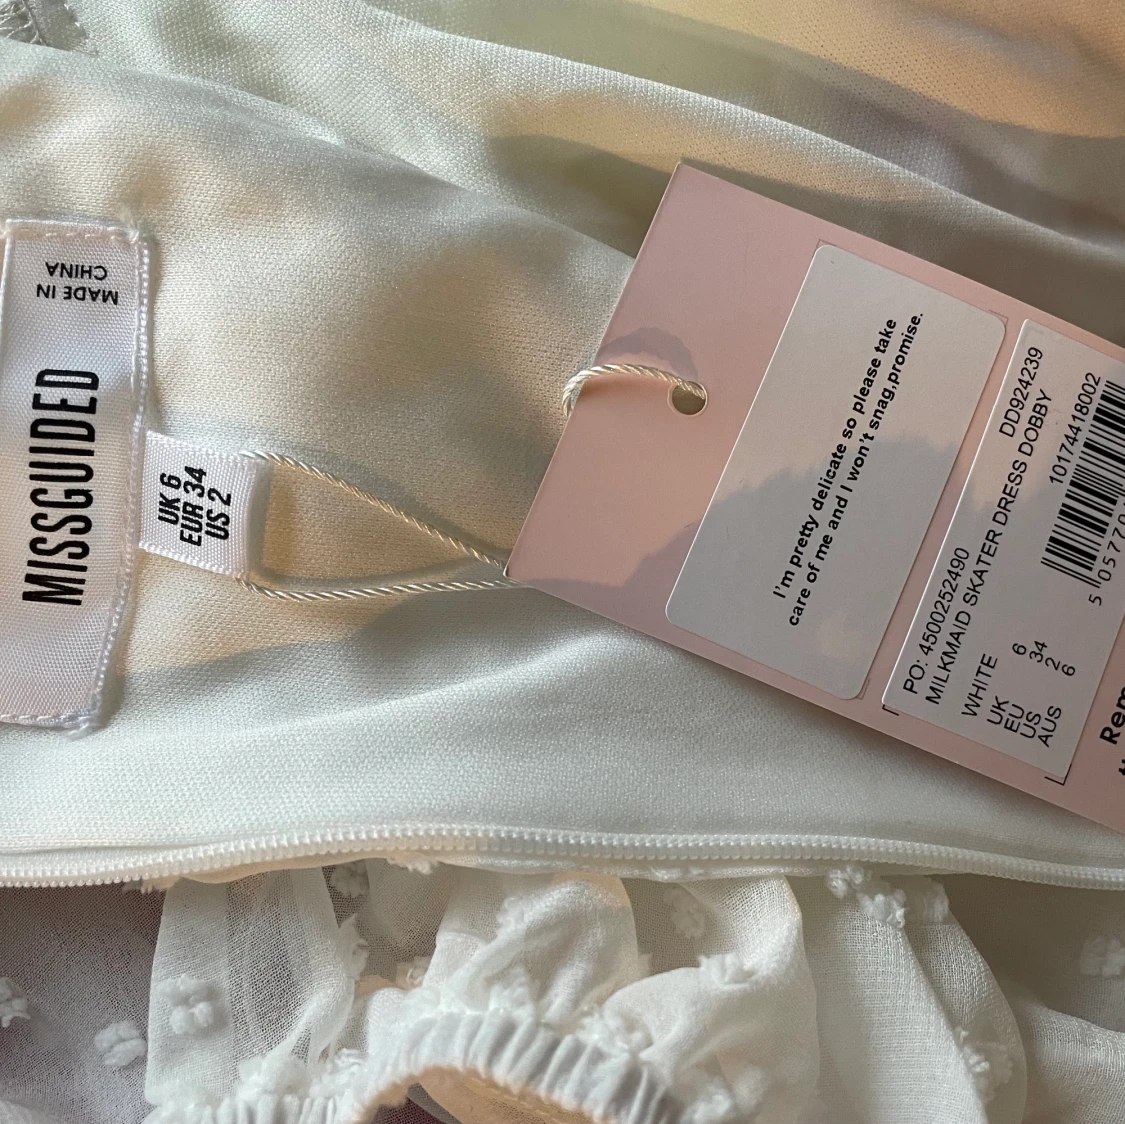 MISSGUIDED
MADE IN
CHINA
UK 6
EUR 34
US 2
I'm pretty delicate so please take
care of me and I won't snag,promise.
PO: 4500252490 DD924239
MILKMAID SKATER DRESS DOBBY
WHITE 10174418002
UK 6
EU 34
US 2
AUS 6